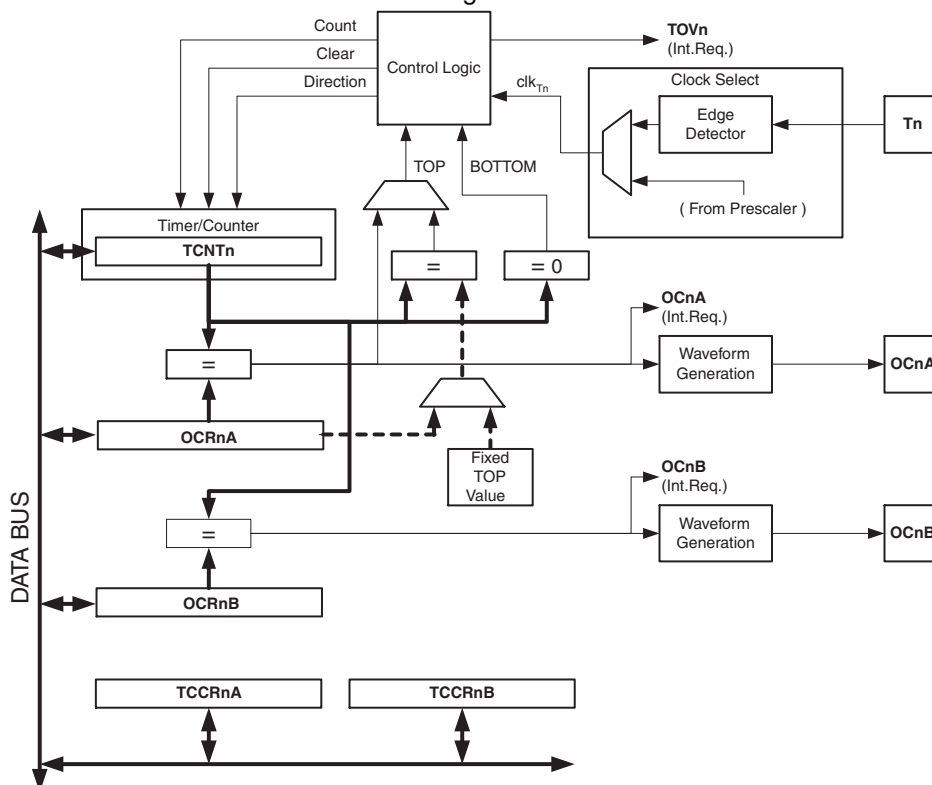 Count
Clear
Direction
Control Logic
TOVn
(Int.Req.)
clkTn
Clock Select
Edge
Detector
Tn
( From Prescaler )
TOP
BOTTOM
Timer/Counter
TCNTn
=
= 0
OCnA
(Int.Req.)
=
Waveform
Generation
OCnA
OCRnA
Fixed
TOP
Value
OCnB
(Int.Req.)
=
Waveform
Generation
OCnB
OCRnB
TCCRnA
TCCRnB
DATA BUS